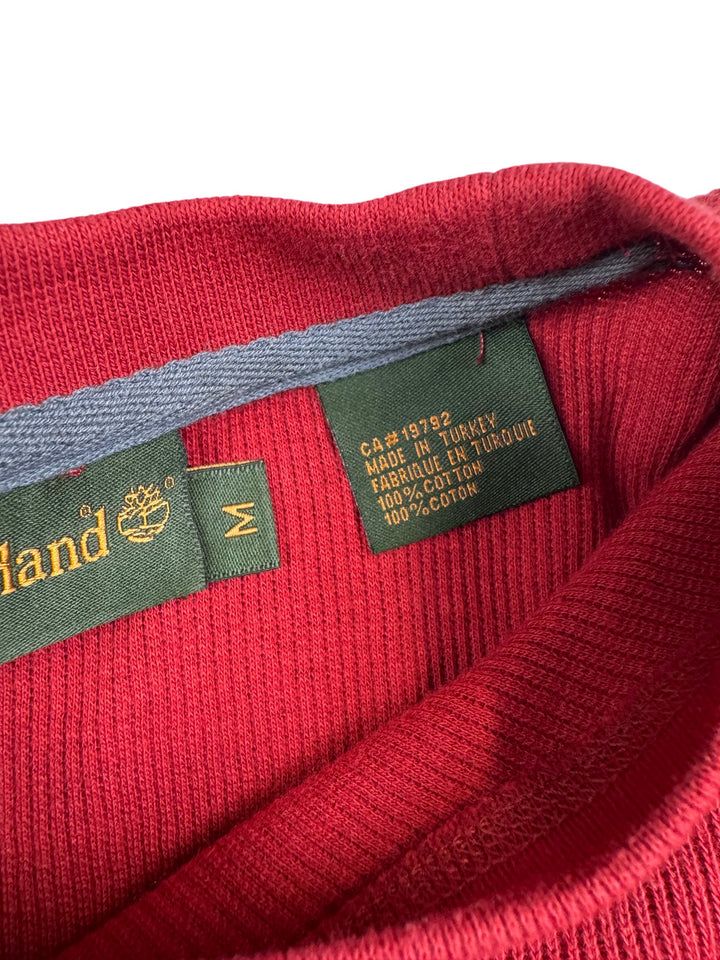 land®
®
M
CA#19792
MADE IN TURKEY
FABRIQUE EN TURQUIE
100% COTTON
100% COTON